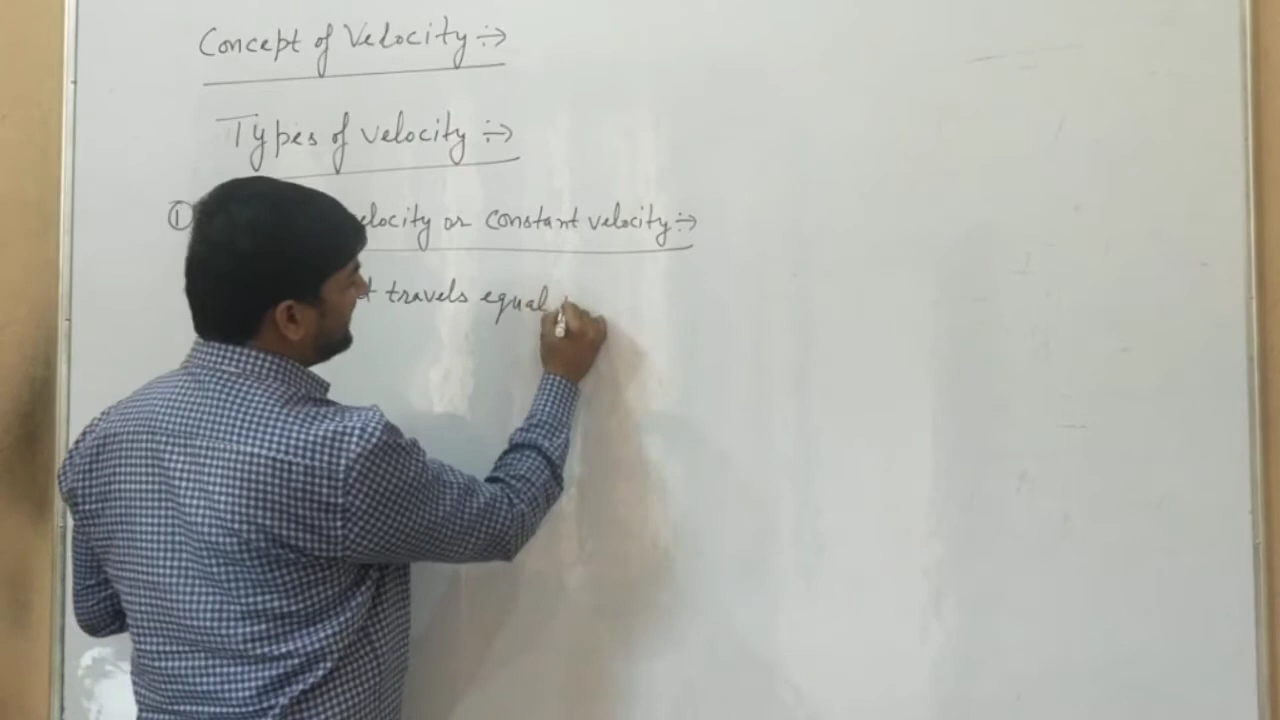 Concept of Velocity :→
Types of velocity :→
① elocity or constant velocity :→
t travels equal